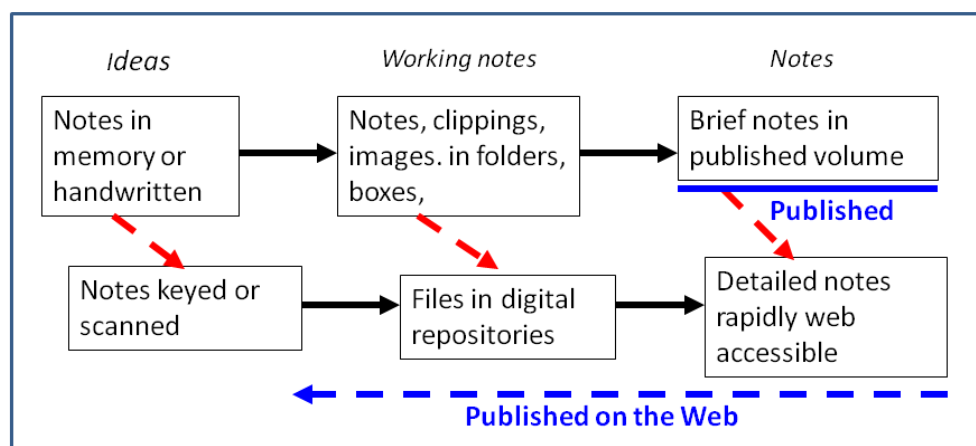 Ideas
Working notes
Notes
Notes in
memory or
handwritten
Notes, clippings,
images. in folders,
boxes,
Brief notes in
published volume
Published
Notes keyed or
scanned
Files in digital
repositories
Detailed notes
rapidly web
accessible
Published on the Web